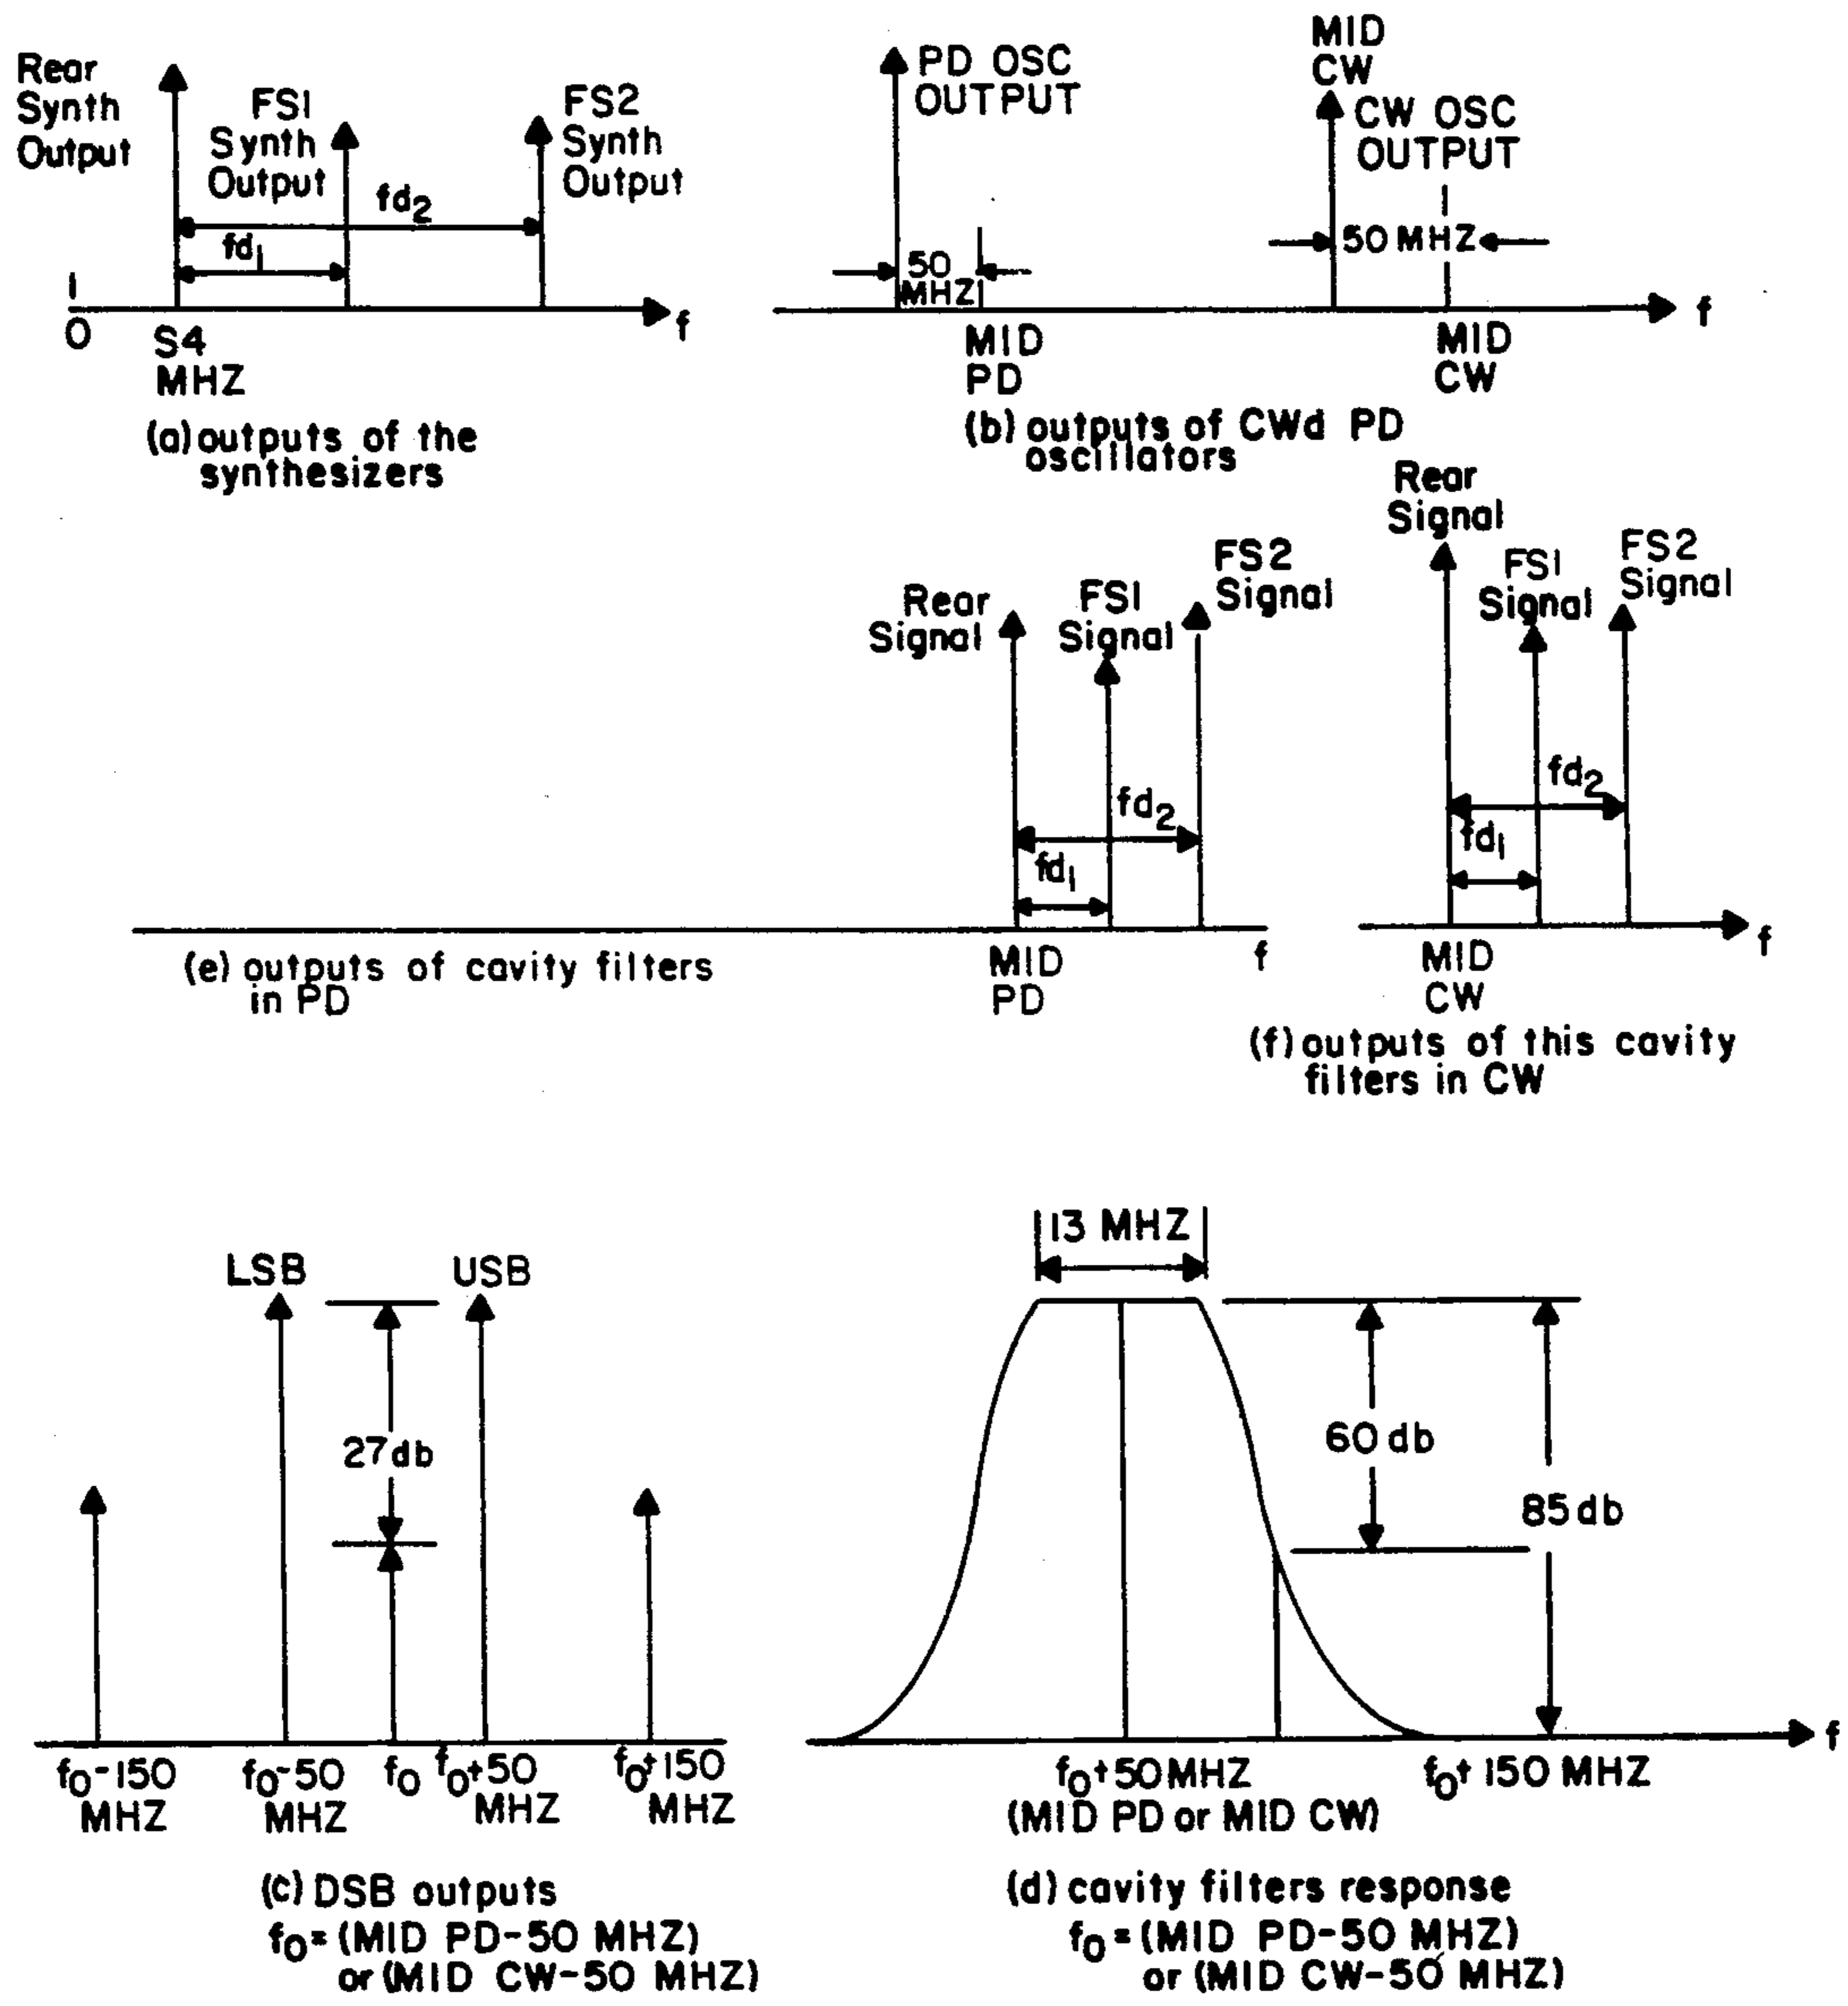 Rear
Synth
Output
FS1
Synth
Output
FS2
Synth
Output
fd2
fd1
0
S4
MHZ
f
(a) outputs of the
synthesizers
PD OSC
OUTPUT
MID
CW
CW OSC
OUTPUT
50
MHZ
50 MHZ
MID
PD
MID
CW
f
(b) outputs of CWd PD
oscillators
Rear
Signal
FS1
Signal
FS2
Signal
fd2
fd1
MID
PD
f
(e) outputs of cavity filters
in PD
Rear
Signal
FS1
Signal
FS2
Signal
fd2
fd1
MID
CW
f
(f) outputs of this cavity
filters in CW
LSB
USB
27db
f0-150
MHZ
f0-50
MHZ
f0
f0+50
MHZ
f0+150
MHZ
(c) DSB outputs
f0= (MID PD-50 MHZ)
or (MID CW-50 MHZ)
13 MHZ
60 db
85 db
f0+50MHZ
(MID PD or MID CW)
f0+ 150 MHZ
f
(d) cavity filters response
f0= (MID PD-50 MHZ)
or (MID CW-50 MHZ)